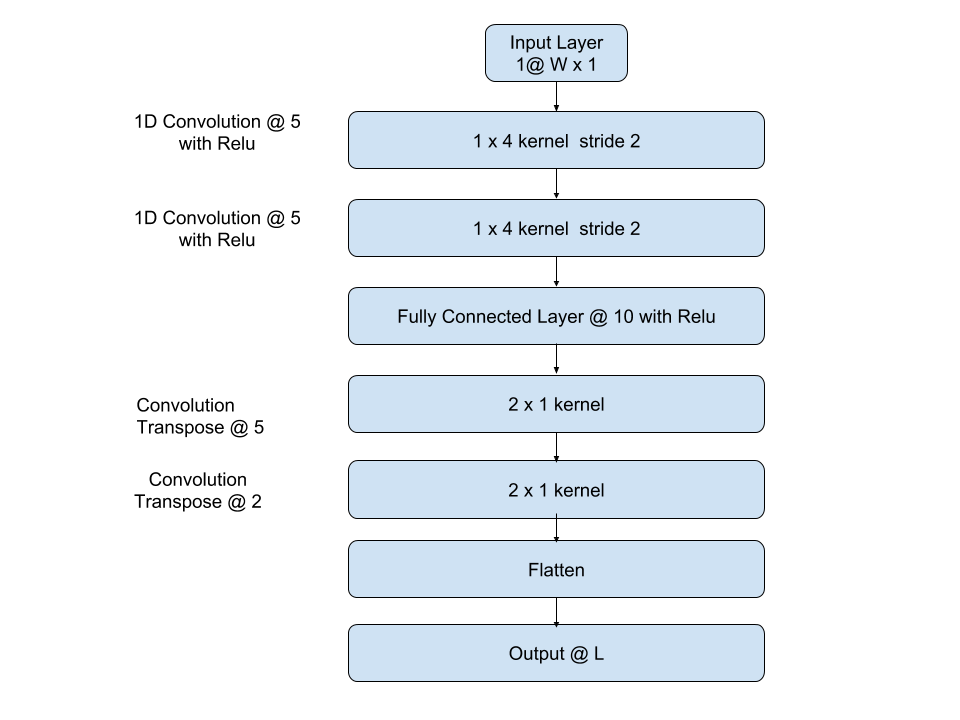 Input Layer
1@ W x 1
1D Convolution @ 5
with Relu
1 x 4 kernel  stride 2
1D Convolution @ 5
with Relu
1 x 4 kernel  stride 2
Fully Connected Layer @ 10 with Relu
Convolution
Transpose @ 5
2 x 1 kernel
Convolution
Transpose @ 2
2 x 1 kernel
Flatten
Output @ L